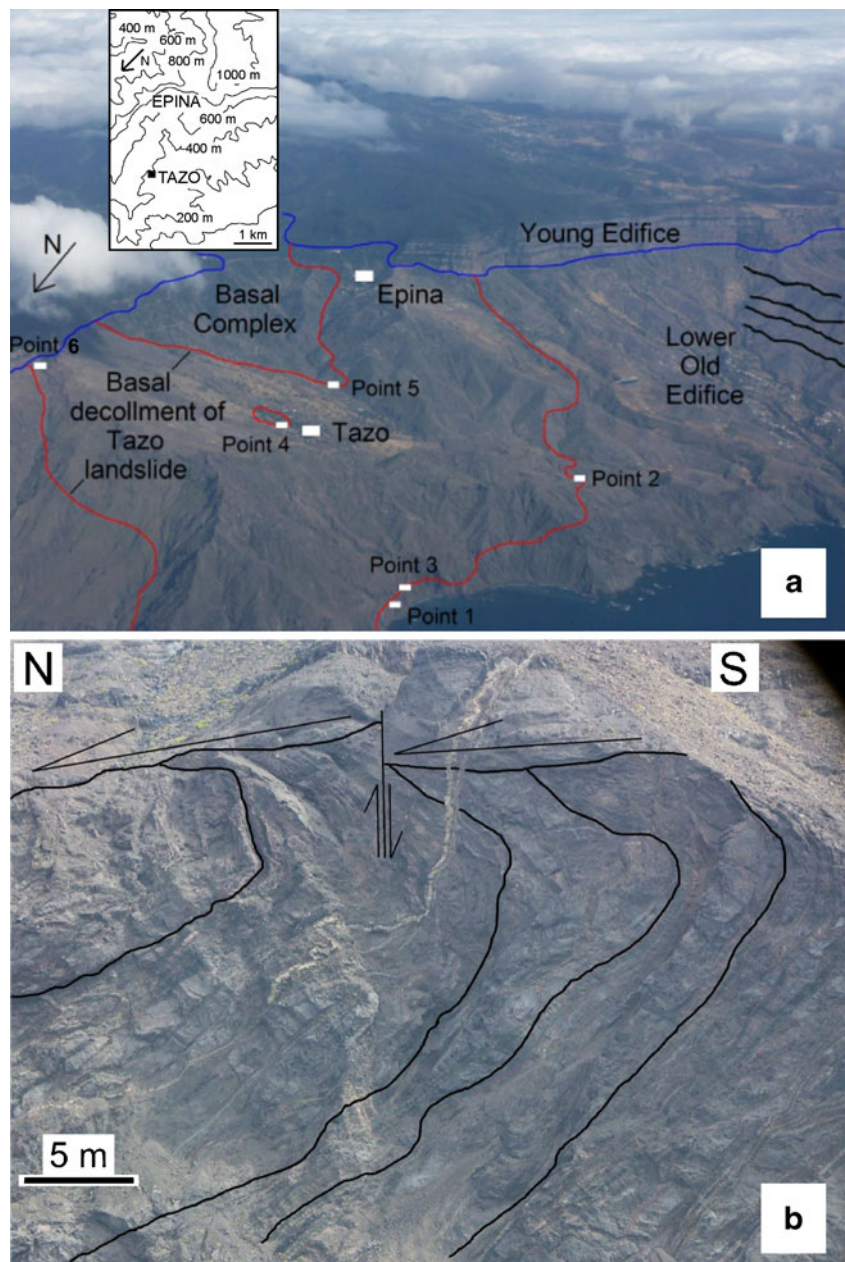 400 m
600 m
800 m
N
1000 m
EPINA
600 m
400 m
TAZO
200 m
1 km
N
Young Edifice
Basal
Complex
Epina
Lower
Old
Edifice
Point 6
Basal
decollment of
Tazo
landslide
Point 5
Point 4
Tazo
Point 2
Point 3
Point 1
a
N
S
5 m
b